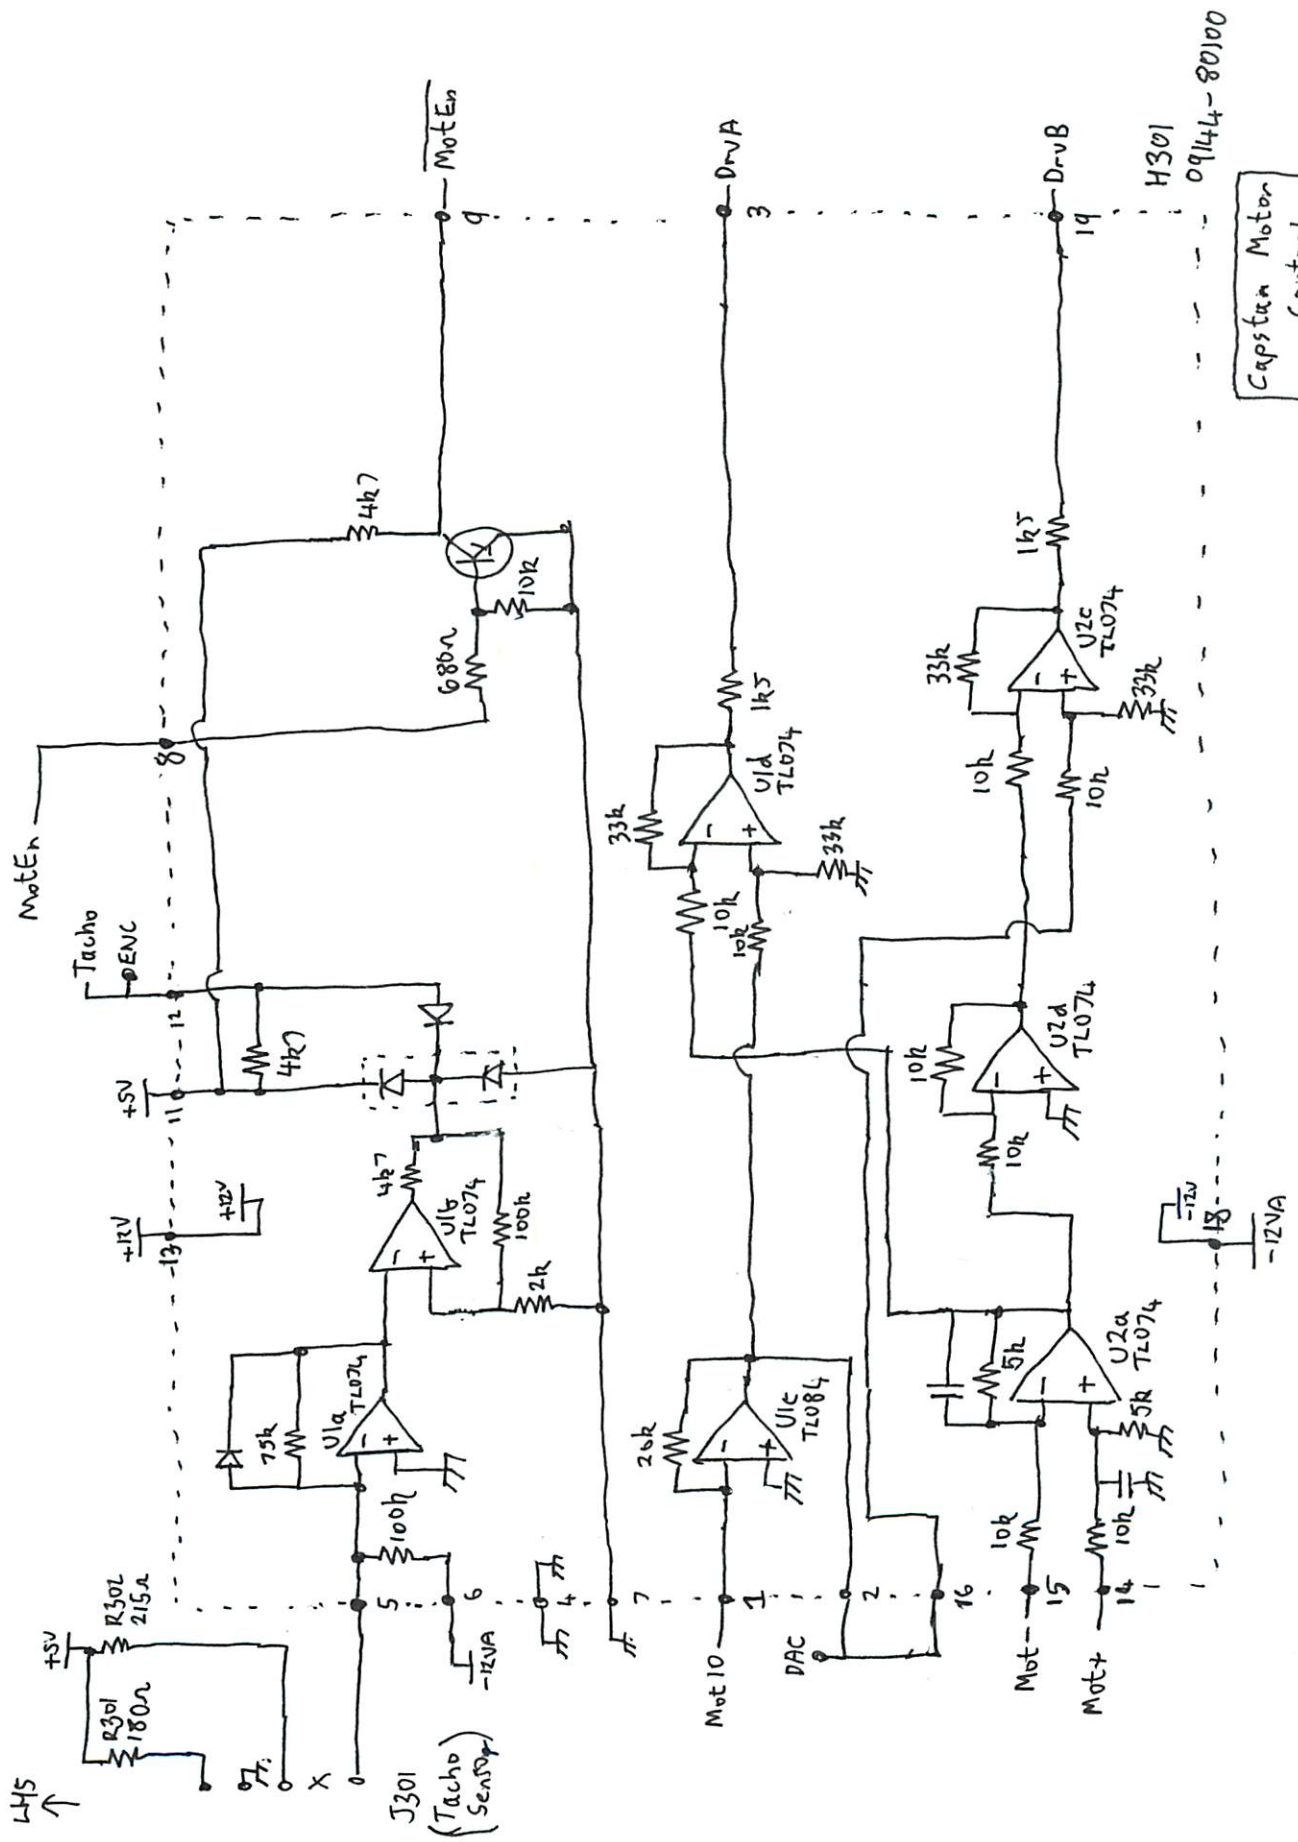 LHS
+5V
R301
180Ω
R302
215Ω
X
J301
(Tacho
Sensor)
5
6
-12VA
4
7
100k
75k
U1a
TL074
-
+
+12V
13
+12V
+5V
11
12
Tacho
ENC
4k7
4k7
U1b
TL074
-
+
100k
2k
MotEn
8
680Ω
10k
4k7
9
MotEn
Mot10
1
20k
U1c
TL084
-
+
DAC
2
16
10k
10k
33k
U1d
TL074
-
+
33k
1k5
3
DrvA
Mot-
15
Mot+
14
10k
10k
5k
5k
U2a
TL074
-
+
10k
10k
U2d
TL074
-
+
10k
10k
33k
U2c
TL074
-
+
33k
1k5
19
DrvB
-12V
18
-12VA
H301
09144-80100
Capstan Motor